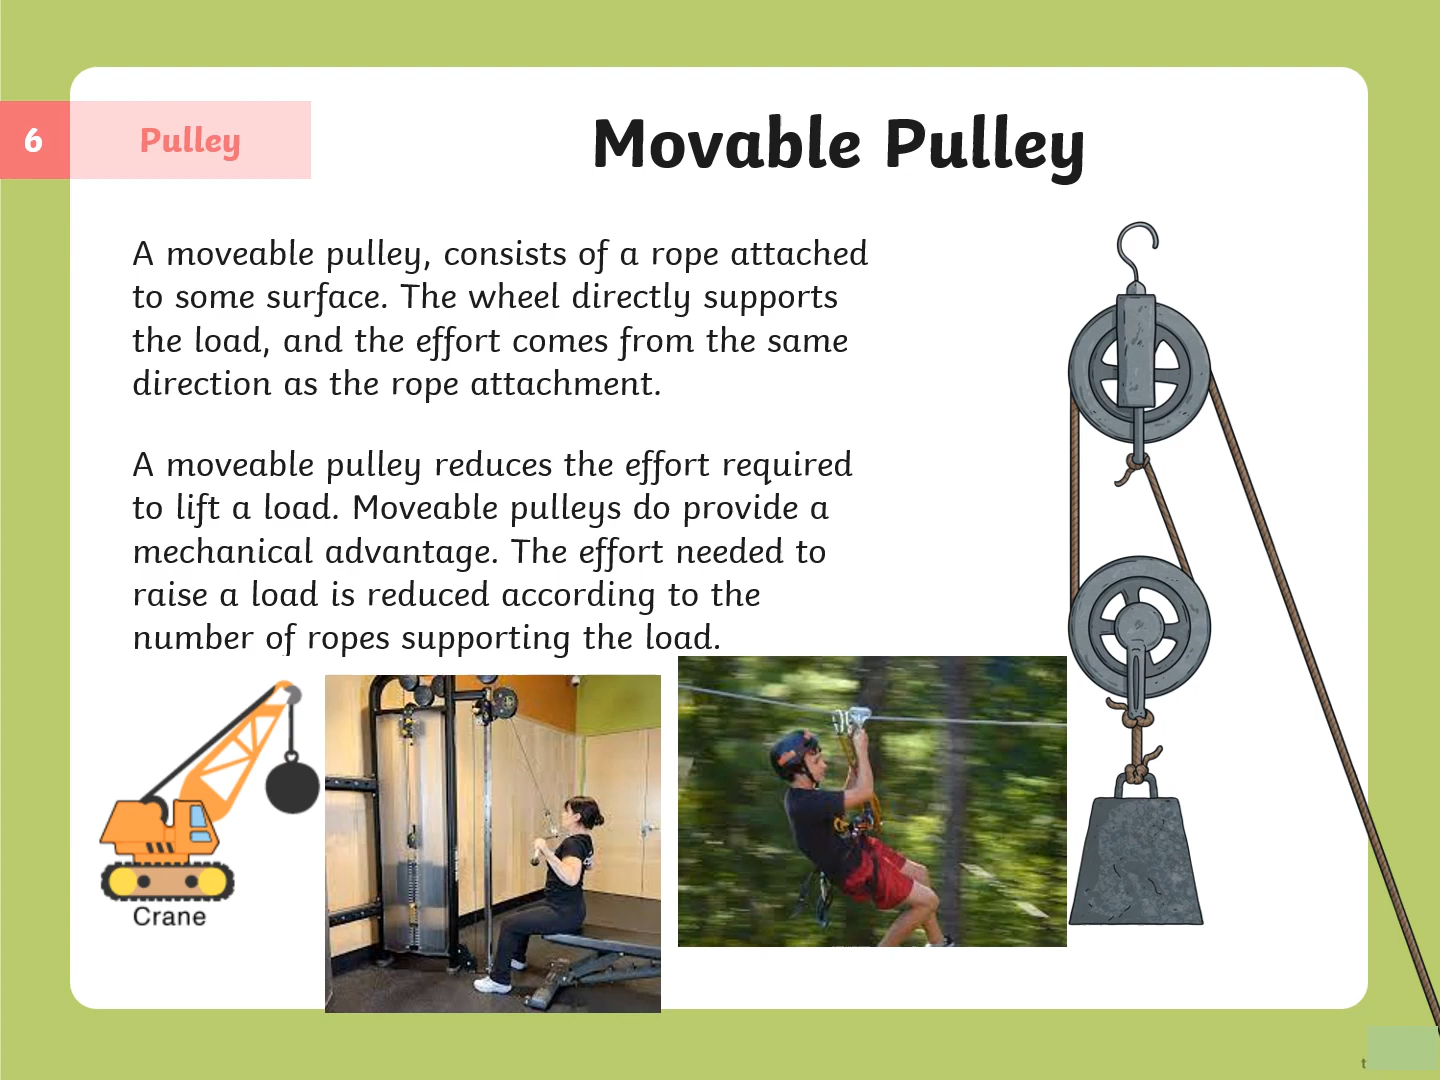 6
Pulley
Movable Pulley
A moveable pulley, consists of a rope attached
to some surface. The wheel directly supports
the load, and the effort comes from the same
direction as the rope attachment.
A moveable pulley reduces the effort required
to lift a load. Moveable pulleys do provide a
mechanical advantage. The effort needed to
raise a load is reduced according to the
number of ropes supporting the load.
Crane
t